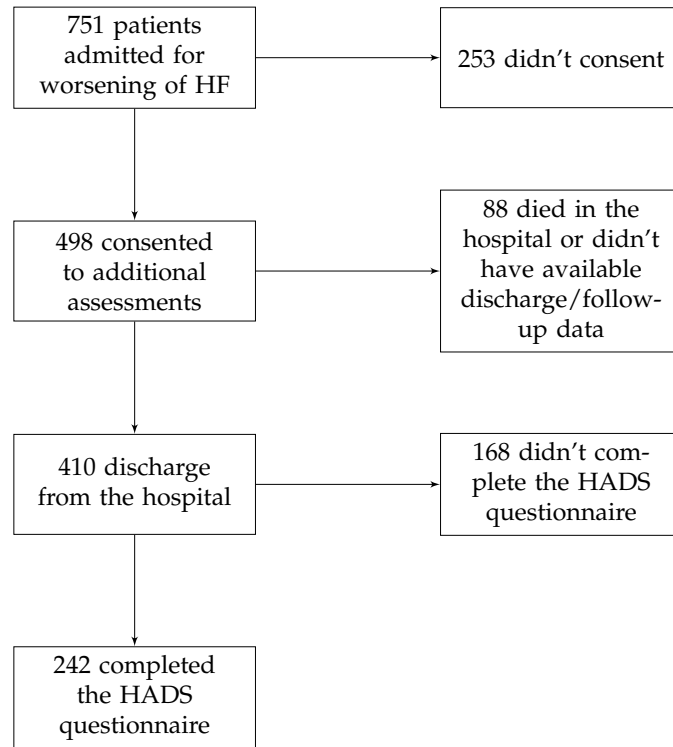 751 patients
admitted for
worsening of HF
253 didn't consent
498 consented
to additional
assessments
88 died in the
hospital or didn't
have available
discharge/follow-
up data
410 discharge
from the hospital
168 didn't com-
plete the HADS
questionnaire
242 completed
the HADS
questionnaire